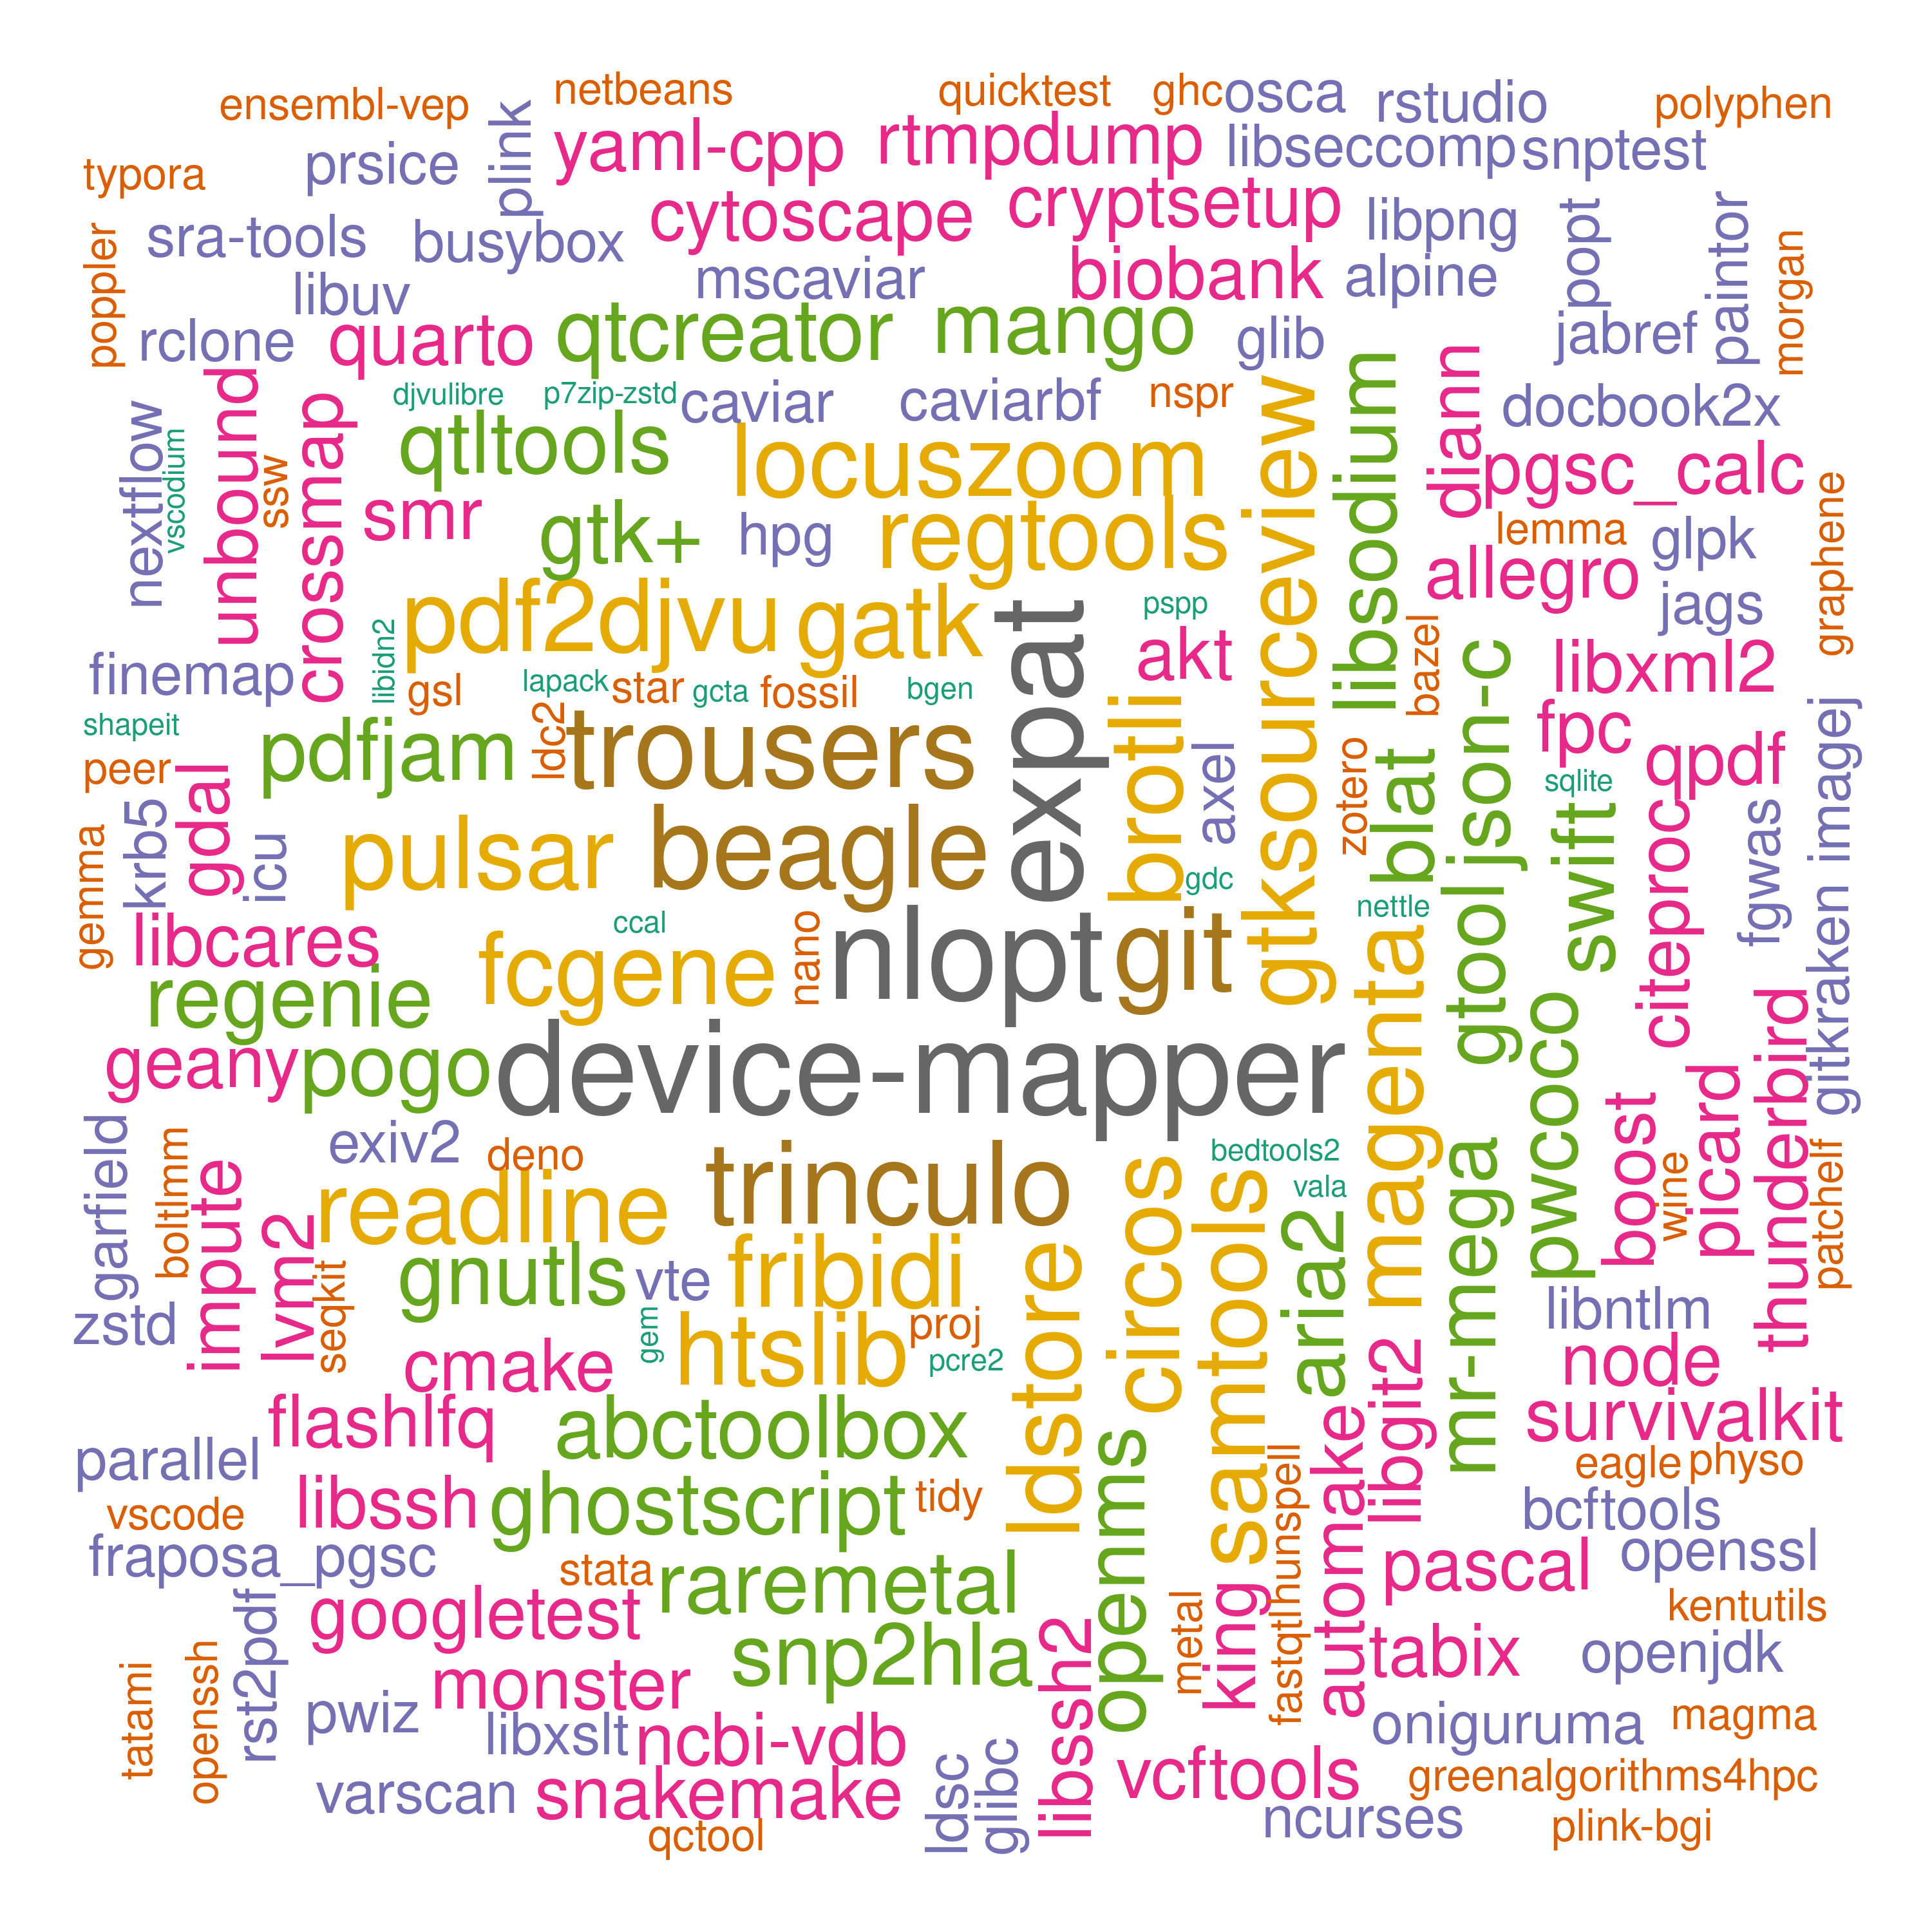 netbeans
quicktest
ghc
osca
rstudio
polyphen
ensembl-vep
plink
yaml-cpp
rtmpdump
libseccomp
snptest
typora
prsice
cytoscape
cryptsetup
libpng
popt
paintor
morgan
poppler
sra-tools
busybox
mscaviar
biobank
alpine
libuv
rclone
quarto
qtcreator
mango
glib
jabref
djvulibre
p7zip-zstd
caviar
caviarbf
nspr
gtksourceview
libsodium
diann
docbook2x
nextflow
vscodium
unbound
ssw
crossmap
qtltools
locuszoom
pgsc_calc
smr
gtk+
hpg
regtools
lemma
glpk
graphene
allegro
jags
pdf2djvu
gatk
expat
pspp
akt
bazel
json-c
libxml2
finemap
libidn2
gsl
lapack
star
gcta
fossil
bgen
brotli
fpc
qpdf
imagej
shapeit
peer
gdal
pdfjam
ldc2
trousers
axel
zotero
blat
sqlite
swift
citeproc
fgwas
gemma
krb5
icu
pulsar
beagle
gdc
nettle
gtool
libcares
ccal
fcgene
nano
nlopt
git
magenta
gitkraken
regenie
geany
pogo
device-mapper
pwcoco
boost
picard
thunderbird
garfield
boltlmm
impute
exiv2
deno
trinculo
circos
bedtools2
vala
mr-mega
wine
patchelf
lvm2
readline
samtools
aria2
zstd
seqkit
gnutls
vte
fribidi
ldstore
libntlm
gem
htslib
proj
pcre2
cmake
libgit2
node
flashlfq
abctoolbox
openms
automake
survivalkit
parallel
hunspell
eagle
physo
vscode
libssh
ghostscript
tidy
bcftools
fraposa_pgsc
stata
raremetal
king
pascal
openssl
rst2pdf
googletest
metal
fastqtl
kentutils
tatami
openssh
snp2hla
libssh2
tabix
openjdk
pwiz
monster
libxslt
ncbi-vdb
oniguruma
magma
varscan
snakemake
ldsc
glibc
vcftools
greenalgorithms4hpc
qctool
ncurses
plink-bgi